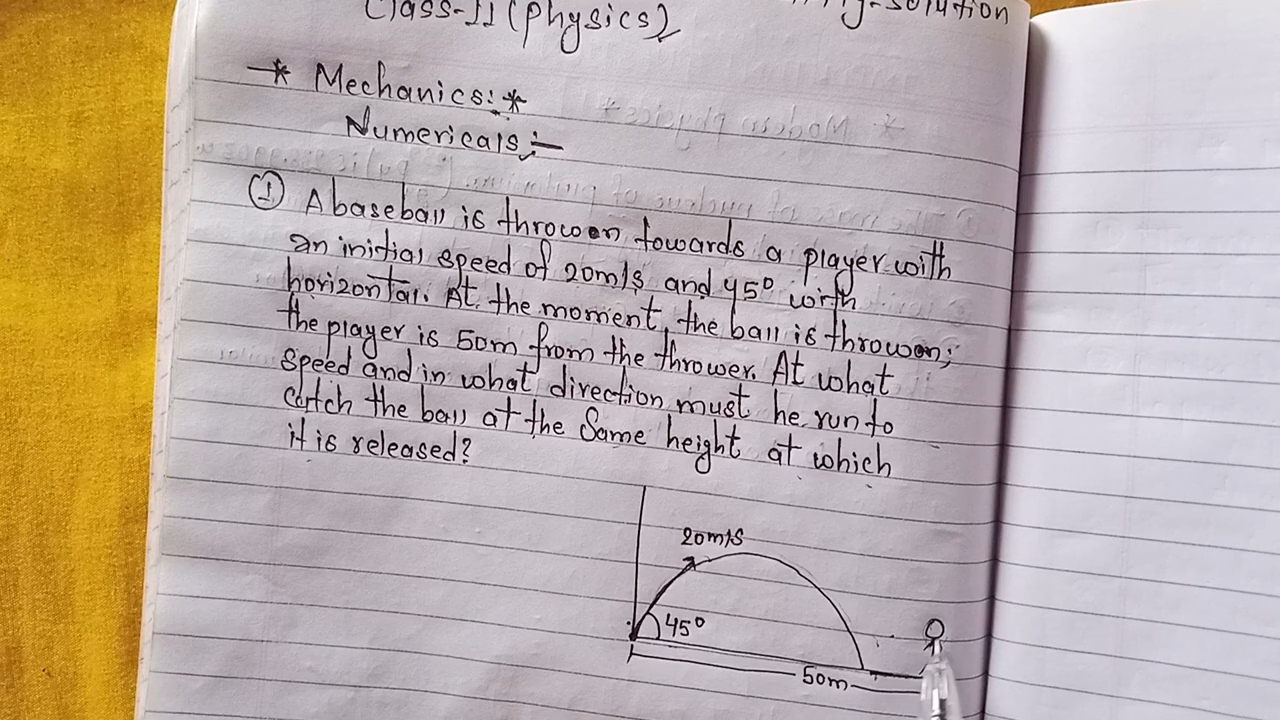 Class-11 (Physics)
solution
* Mechanics:*
Numericals:-
① A baseball is throwon towards a player with
an initial speed of 20m/s and 45° with
horizontal. At the moment, the ball is throwon;
the player is 50m from the thrower. At what
speed and in what direction must he run to
catch the ball at the Same height at which
it is released?
20m/s
45°
50m